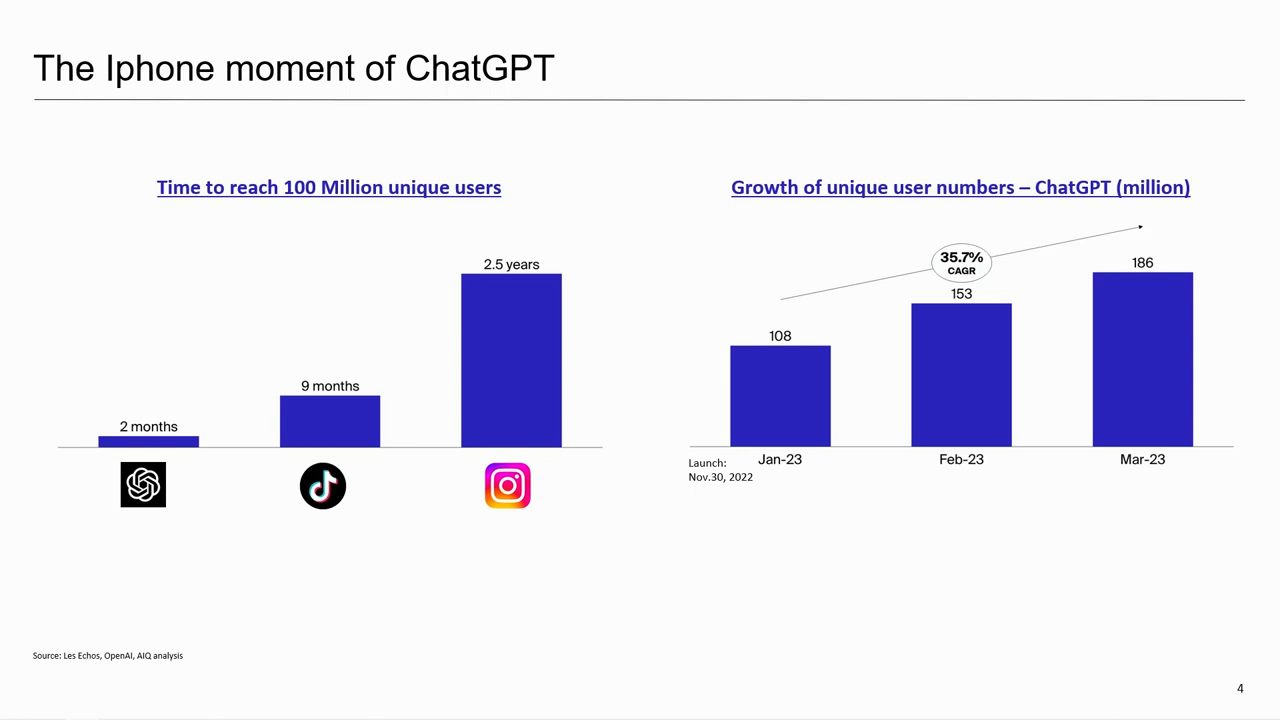 The Iphone moment of ChatGPT
Time to reach 100 Million unique users
2.5 years
9 months
2 months
Growth of unique user numbers – ChatGPT (million)
35.7%
CAGR
186
153
108
Launch:
Nov.30, 2022
Jan-23
Feb-23
Mar-23
Source: Les Echos, OpenAI, AIQ analysis
4